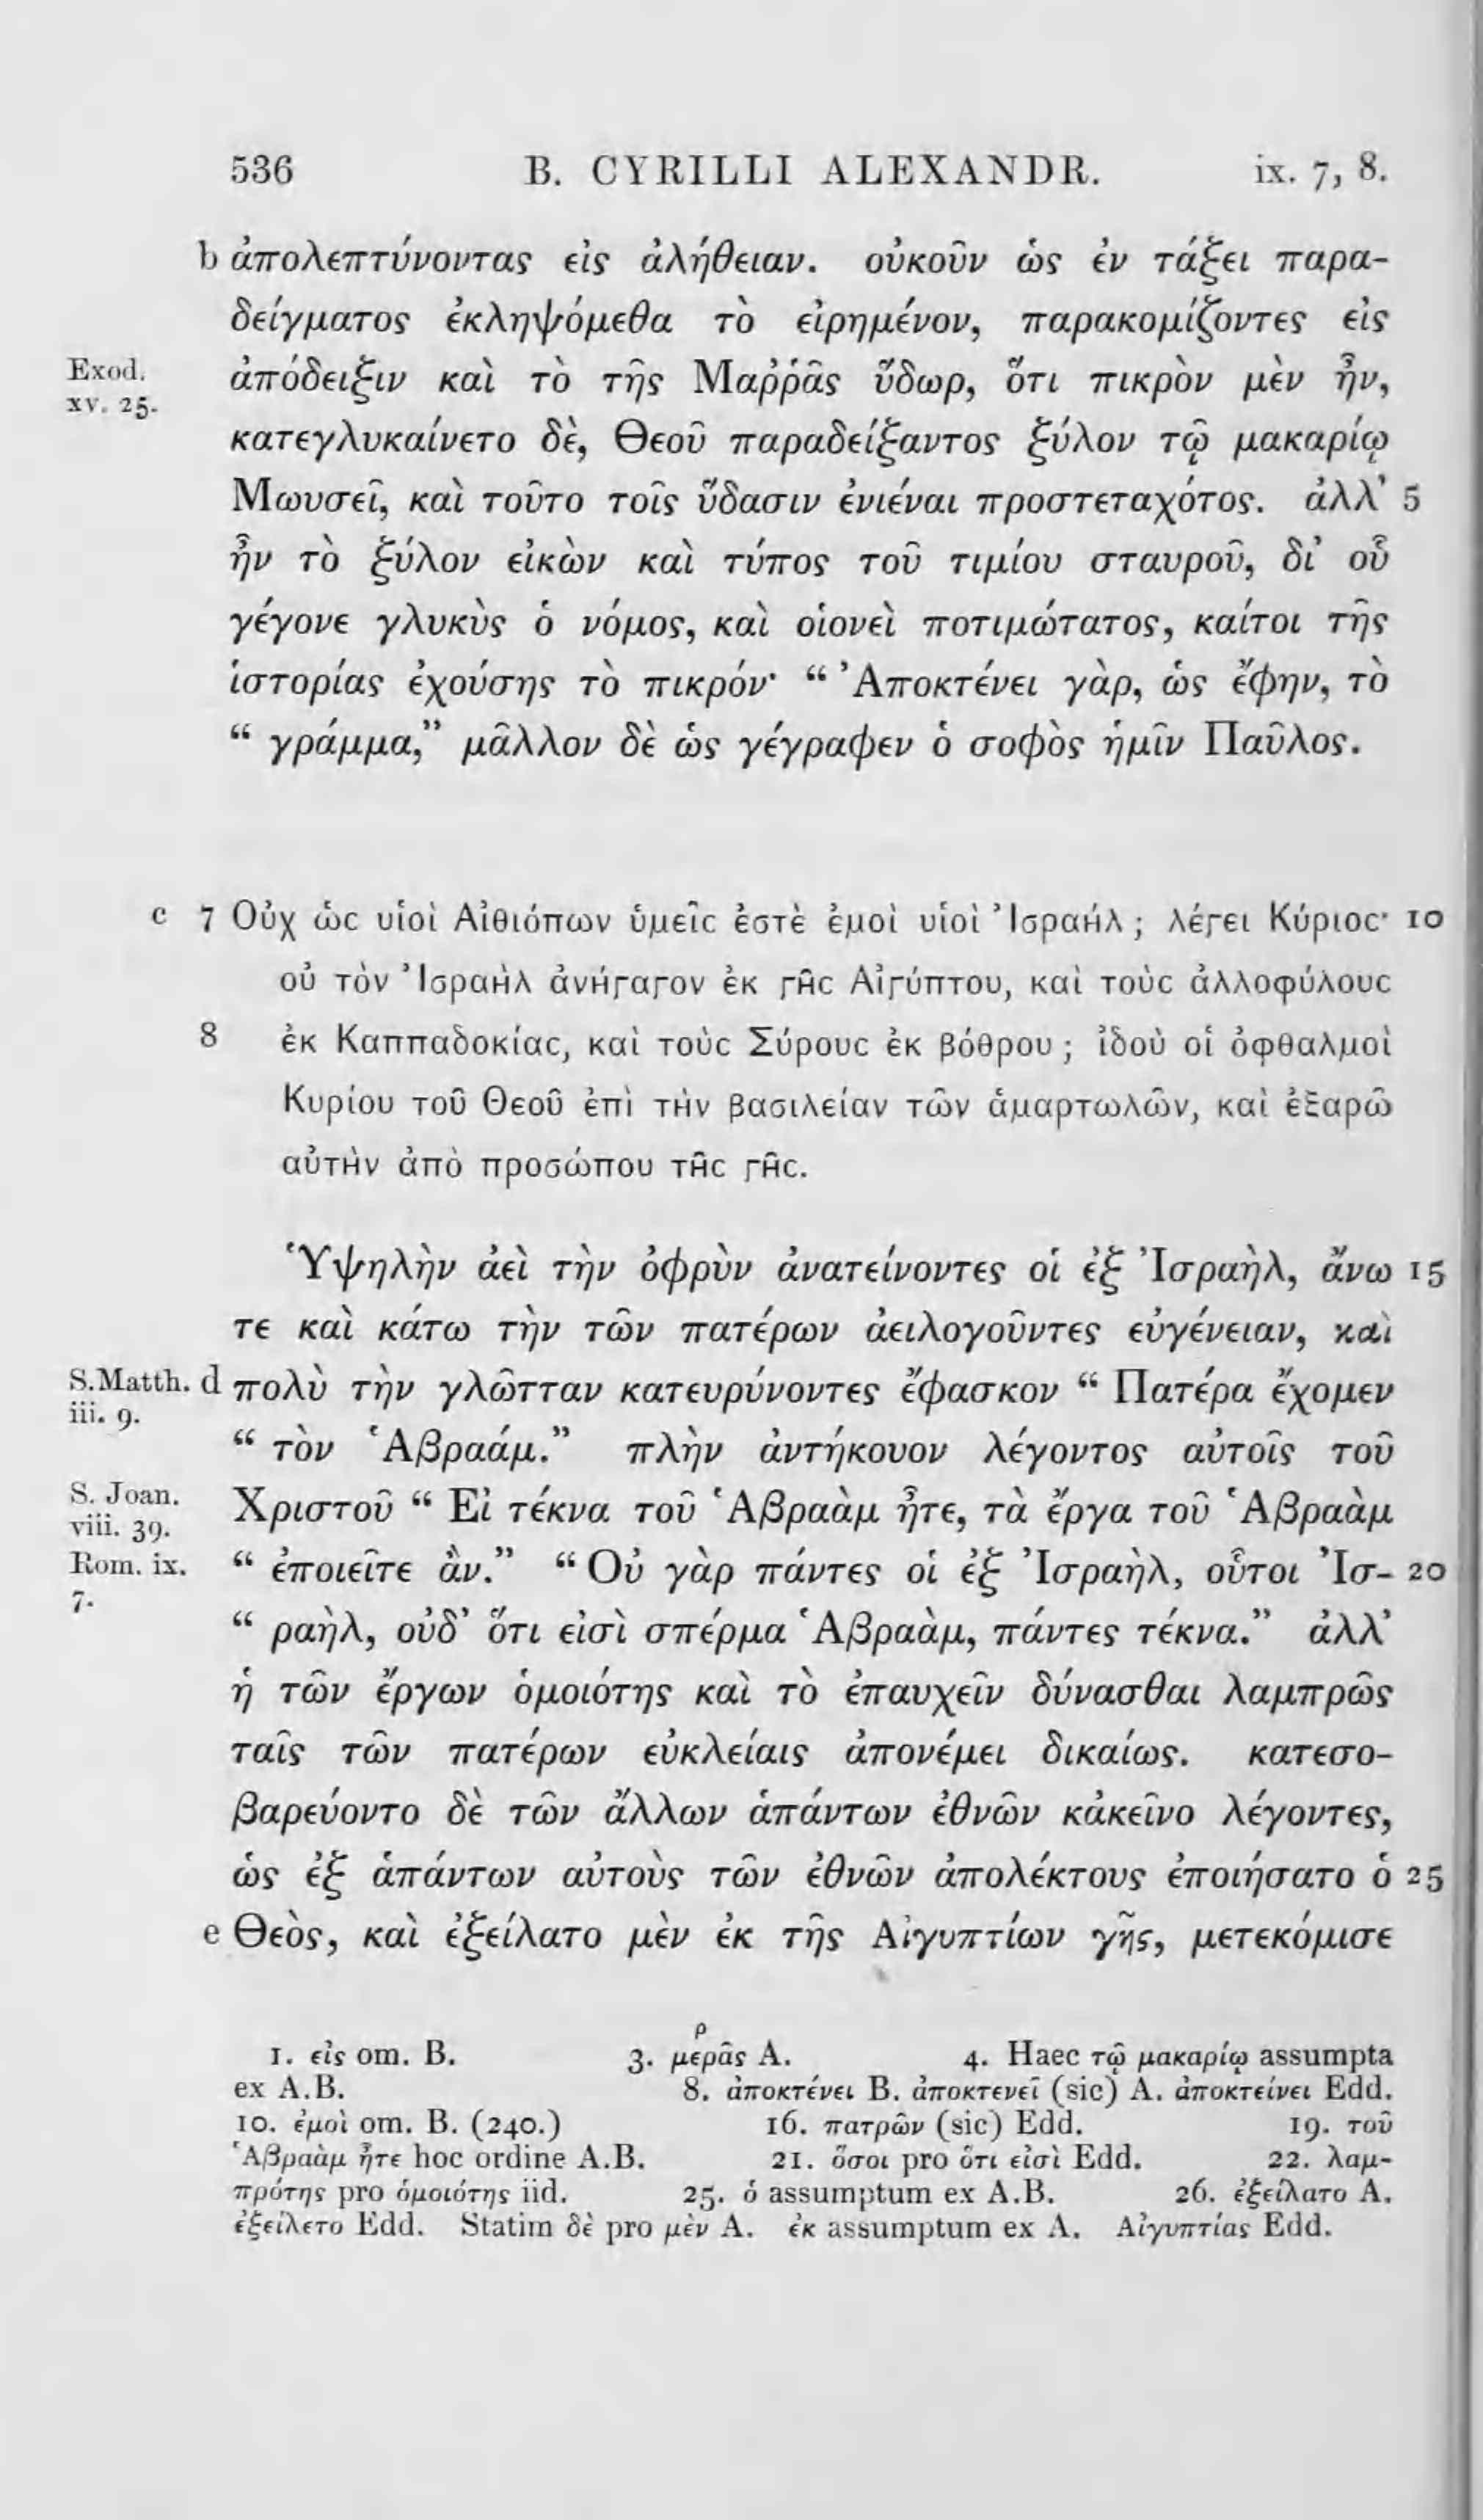 536 B. CYRILLI ALEXANDR. ix. 7, 8.
b ἀπολεπτύνοντας εἰς ἀλήθειαν. οὐκοῦν ὡς ἐν τάξει παρα-
δείγματος ἐκληψόμεθα τὸ εἰρημένον, παρακομίζοντες εἰς
Exod. ἀπόδειξιν καὶ τὸ τῆς Μαῤῥᾶς ὕδωρ, ὅτι πικρὸν μὲν ἦν,
xv. 25.
κατεγλυκαίνετο δὲ, Θεοῦ παραδείξαντος ξύλον τῷ μακαρίῳ
Μωυσεῖ, καὶ τοῦτο τοῖς ὕδασιν ἐνιέναι προστεταχότος. ἀλλ’ 5
ἦν τὸ ξύλον εἰκὼν καὶ τύπος τοῦ τιμίου σταυροῦ, δι’ οὗ
γέγονε γλυκὺς ὁ νόμος, καὶ οἱονεὶ ποτιμώτατος, καίτοι τῆς
ἱστορίας ἐχούσης τὸ πικρόν· “ Ἀποκτένει γὰρ, ὡς ἔφην, τὸ
“ γράμμα,” μᾶλλον δὲ ὡς γέγραφεν ὁ σοφὸς ἡμῖν Παῦλος.
c 7 Οὐχ ὡς υἱοὶ Αἰθιόπων ὑμεῖς ἐστὲ ἐμοὶ υἱοὶ Ἰσραήλ ; λέγει Κύριος· 10
οὐ τὸν Ἰσραὴλ ἀνήγαγον ἐκ γῆς Αἰγύπτου, καὶ τοὺς ἀλλοφύλους
8 ἐκ Καππαδοκίας, καὶ τοὺς Σύρους ἐκ βόθρου ; ἰδοὺ οἱ ὀφθαλμοὶ
Κυρίου τοῦ Θεοῦ ἐπὶ τὴν βασιλείαν τῶν ἁμαρτωλῶν, καὶ ἐξαρῶ
αὐτὴν ἀπὸ προσώπου τῆς γῆς.
Ὑψηλὴν ἀεὶ τὴν ὀφρὺν ἀνατείνοντες οἱ ἐξ Ἰσραὴλ, ἄνω 15
τε καὶ κάτω τὴν τῶν πατέρων ἀειλογοῦντες εὐγένειαν, καὶ
S.Matth. d πολὺ τὴν γλῶτταν κατευρύνοντες ἔφασκον “ Πατέρα ἔχομεν
iii. 9.
“ τὸν Ἁβραάμ.” πλὴν ἀντήκουον λέγοντος αὐτοῖς τοῦ
S. Joan. Χριστοῦ “ Εἰ τέκνα τοῦ Ἁβραὰμ ἦτε, τὰ ἔργα τοῦ Ἁβραὰμ
viii. 39.
Rom. ix. “ ἐποιεῖτε ἄν.” “ Οὐ γὰρ πάντες οἱ ἐξ Ἰσραὴλ, οὗτοι Ἰσ- 20
7.
“ ραὴλ, οὐδ’ ὅτι εἰσὶ σπέρμα Ἁβραὰμ, πάντες τέκνα.” ἀλλ’
ἡ τῶν ἔργων ὁμοιότης καὶ τὸ ἐπαυχεῖν δύνασθαι λαμπρῶς
ταῖς τῶν πατέρων εὐκλείαις ἀπονέμει δικαίως. κατεσο-
βαρεύοντο δὲ τῶν ἄλλων ἁπάντων ἐθνῶν κἀκεῖνο λέγοντες,
ὡς ἐξ ἁπάντων αὐτοὺς τῶν ἐθνῶν ἀπολέκτους ἐποιήσατο ὁ 25
e Θεὸς, καὶ ἐξείλατο μὲν ἐκ τῆς Αἰγυπτίων γῆς, μετεκόμισε
ρ
1. εἰς om. B. 3. μερᾶς A. 4. Haec τῷ μακαρίῳ assumpta
ex A.B. 8. ἀποκτένει B. ἀποκτενεῖ (sic) A. ἀποκτείνει Edd.
10. ἐμοὶ om. B. (240.) 16. πατρῶν (sic) Edd. 19. τοῦ
Ἁβραὰμ ἦτε hoc ordine A.B. 21. ὅσοι pro ὅτι εἰσὶ Edd. 22. λαμ-
πρότης pro ὁμοιότης iid. 25. ὁ assumptum ex A.B. 26. ἐξείλατο A.
ἐξείλετο Edd. Statim δὲ pro μὲν A. ἐκ assumptum ex A. Αἰγυπτίας Edd.